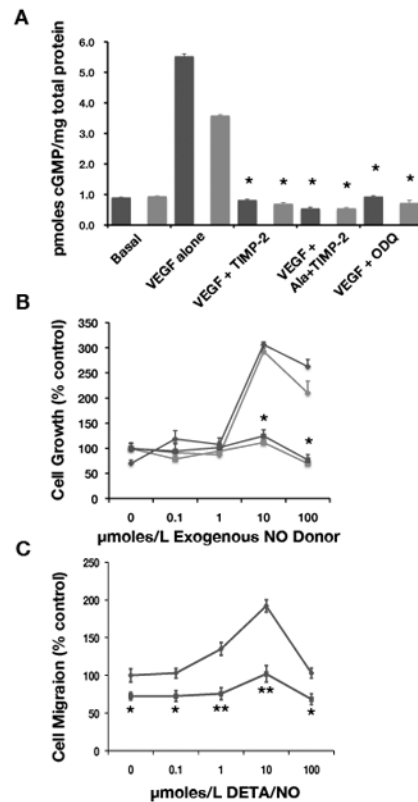 A
pmoles cGMP/mg total protein
6.0
5.0
4.0
3.0
2.0
1.0
0.0
* * * * * *
Basal
VEGF alone
VEGF + TIMP-2
VEGF + Ala+TIMP-2
VEGF + ODQ
B
Cell Growth (% control)
350
300
250
200
150
100
50
0
* *
0 0.1 1 10 100
µmoles/L Exogenous NO Donor
C
Cell Migraion (% control)
250
200
150
100
50
0
* * ** ** *
0 0.1 1 10 100
µmoles/L DETA/NO